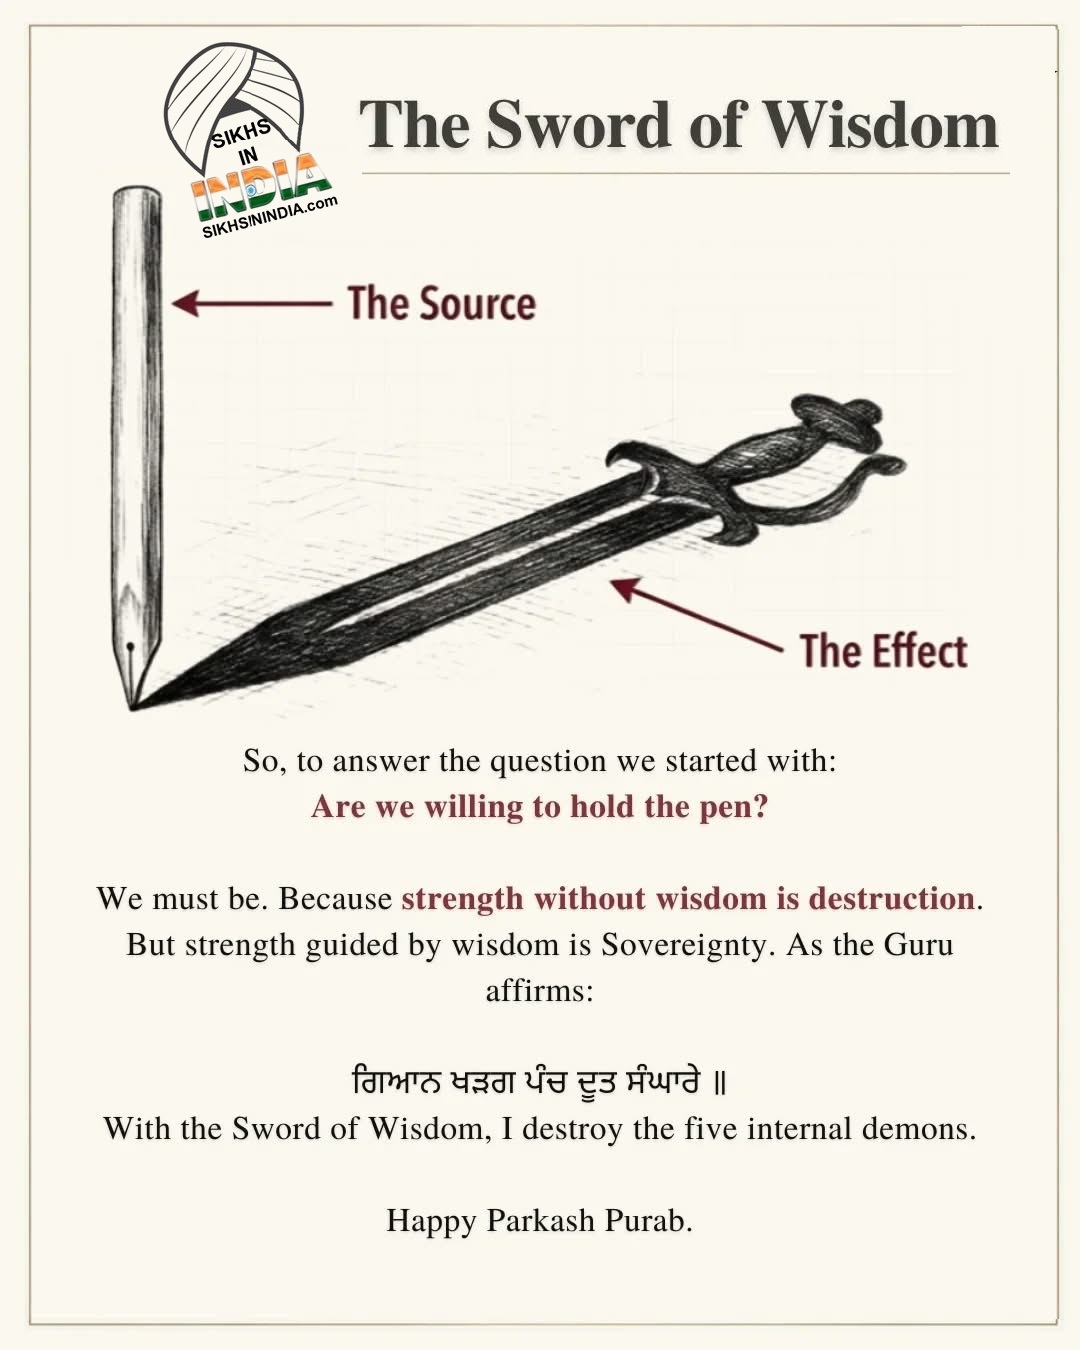 SIKHS
IN
INDIA
SIKHSININDIA.com
The Sword of Wisdom
The Source
The Effect
So, to answer the question we started with:
Are we willing to hold the pen?
We must be. Because strength without wisdom is destruction.
But strength guided by wisdom is Sovereignty. As the Guru
affirms:
ਗਿਆਨ ਖੜਗ ਪੰਚ ਦੂਤ ਸੰਘਾਰੇ ॥
With the Sword of Wisdom, I destroy the five internal demons.
Happy Parkash Purab.